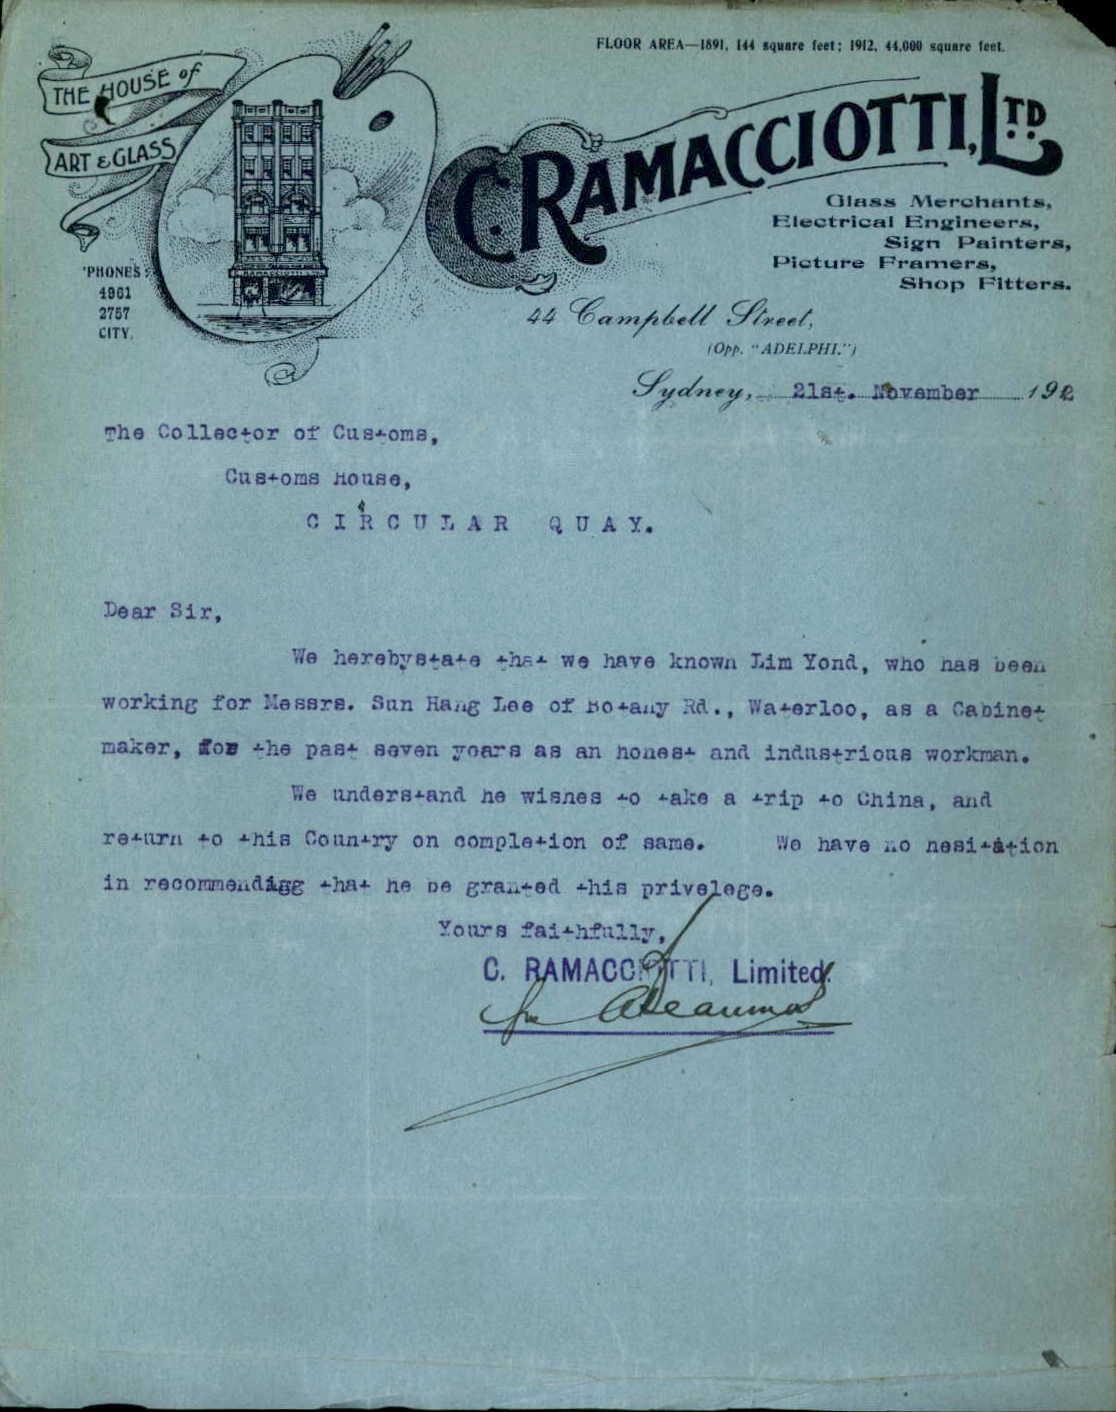 FLOOR AREA—1891, 144 square feet; 1912, 44,000 square feet.
THE HOUSE of
ART & GLASS
C. RAMACCIOTTI, LTD
Glass Merchants,
Electrical Engineers,
Sign Painters,
Picture Framers,
Shop Fitters.
'PHONES:
4961
2757
CITY.
RAMACCIOTTI LTD
44 Campbell Street,
(Opp. "ADELPHI.")
Sydney, 21st. November 191
The Collector of Customs,
Customs House,
CIRCULAR QUAY.
Dear Sir,
We herebystate that we have known Lim Yond, who has been
working for Messrs. Sun Hang Lee of Botany Rd., Waterloo, as a Cabinet
maker, for the past seven years as an honest and industrious workman.
We understand he wishes to take a trip to China, and
return to this Country on completion of same. We have no hesitation
in recommendigg that he be granted this privelege.
Yours faithfully,
C. RAMACCIOTTI, Limited.